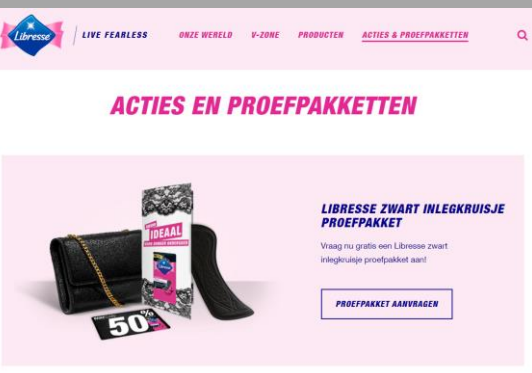 Libresse
LIVE FEARLESS
ONZE WERELD
V-ZONE
PRODUCTEN
ACTIES & PROEFPAKKETTEN
ACTIES EN PROEFPAKKETTEN
IDEAAL
50%
LIBRESSE ZWART INLEGKRUISJE
PROEFPAKKET
Vraag nu gratis een Libresse zwart
inlegkruisje proefpakket aan!
PROEFPAKKET AANVRAGEN